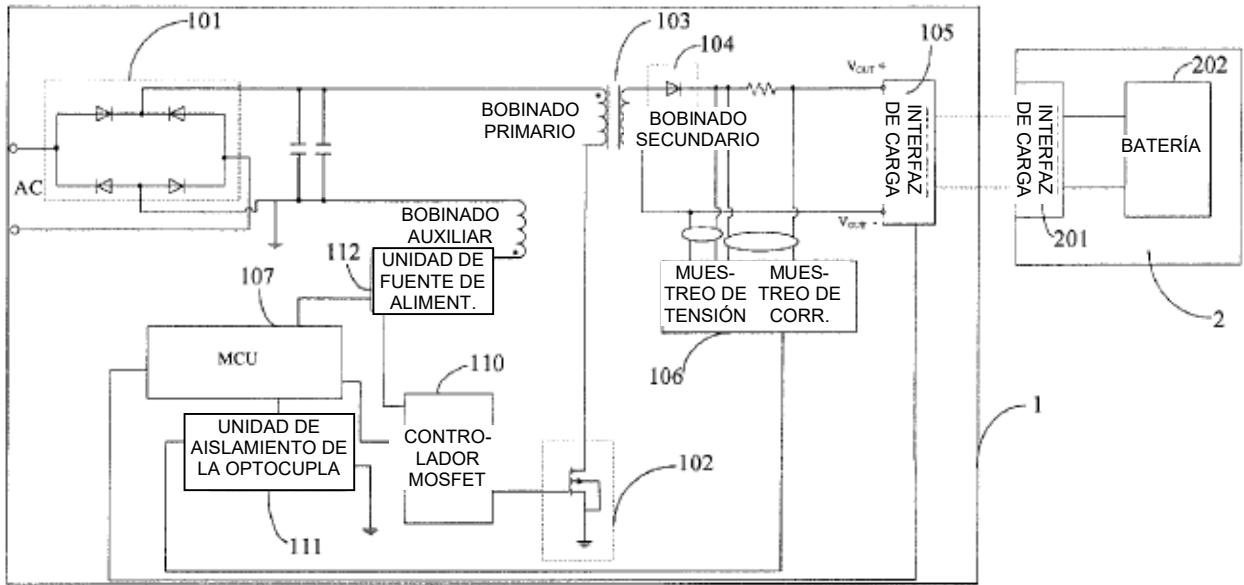 101
103
104
105
202
V_OUT +
BOBINADO
PRIMARIO
BOBINADO
SECUNDARIO
INTERFAZ
DE CARGA
INTERFAZ
DE CARGA
BATERÍA
AC
V_OUT -
201
BOBINADO
AUXILIAR
112
UNIDAD DE
FUENTE DE
ALIMENT.
MUES-
TREO DE
TENSIÓN
MUES-
TREO DE
CORR.
2
107
MCU
106
110
1
UNIDAD DE
AISLAMIENTO DE
LA OPTOCUPLA
CONTRO-
LADOR
MOSFET
102
111